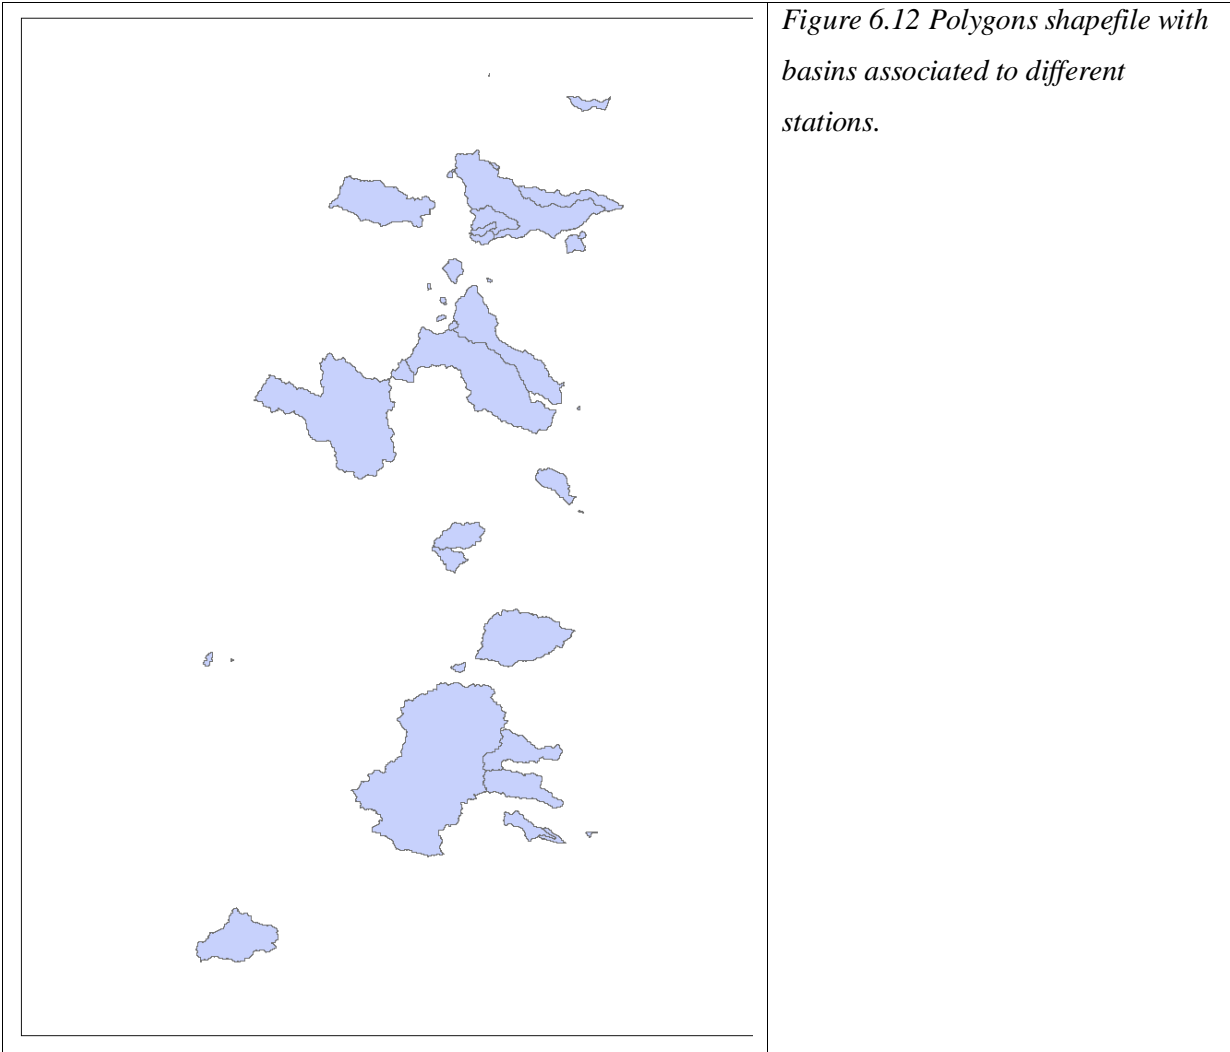 Figure 6.12 Polygons shapefile with
basins associated to different
stations.